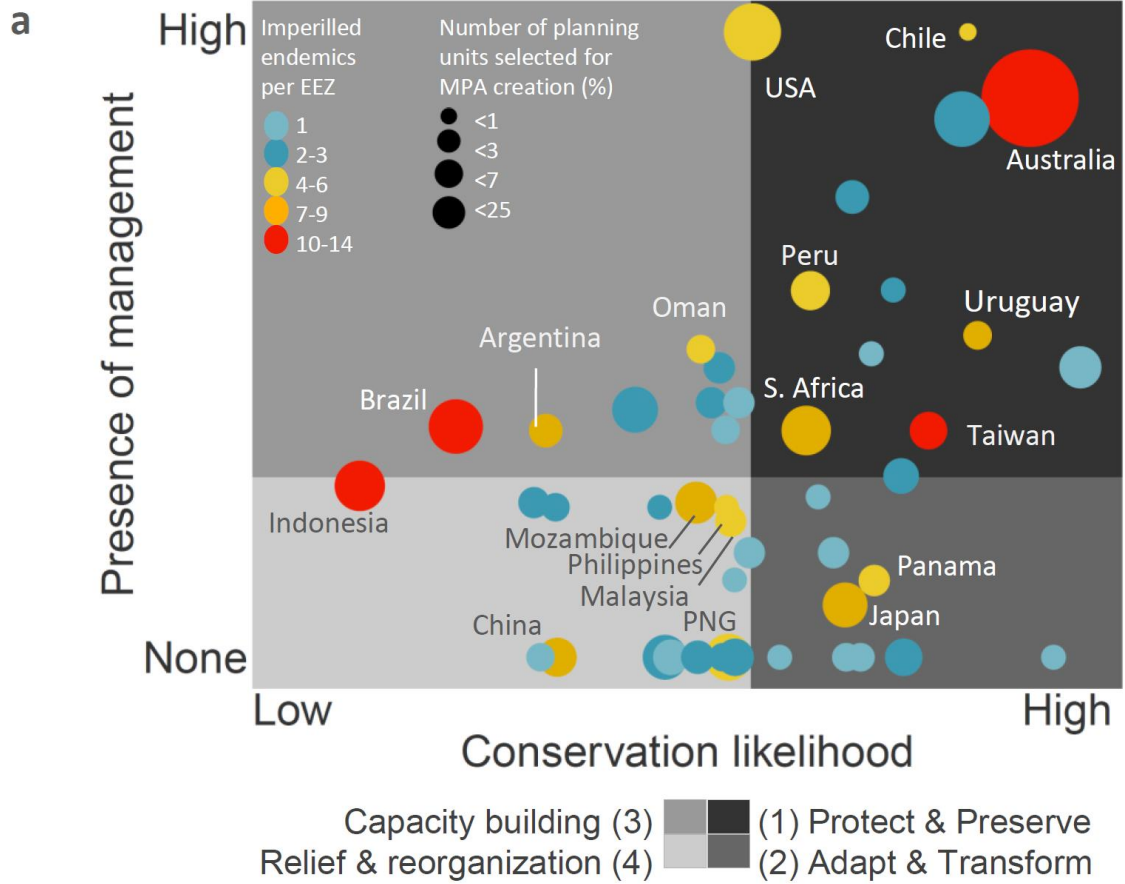 a
High
Imperilled
endemics
per EEZ
1
2-3
4-6
7-9
10-14
Number of planning
units selected for
MPA creation (%)
<1
<3
<7
<25
Chile
USA
Australia
Peru
Oman
Uruguay
Argentina
Brazil
S. Africa
Taiwan
Indonesia
Mozambique
Philippines
Malaysia
Panama
Japan
PNG
China
Presence of management
None
Low
High
Conservation likelihood
Capacity building (3)
(1) Protect & Preserve
Relief & reorganization (4)
(2) Adapt & Transform